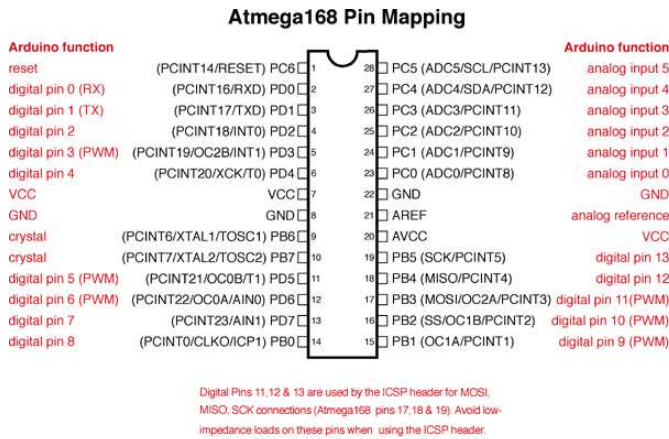 Atmega168 Pin Mapping
Arduino function Arduino function
reset (PCINT14/RESET) PC6 1 28 PC5 (ADC5/SCL/PCINT13) analog input 5
digital pin 0 (RX) (PCINT16/RXD) PD0 2 27 PC4 (ADC4/SDA/PCINT12) analog input 4
digital pin 1 (TX) (PCINT17/TXD) PD1 3 26 PC3 (ADC3/PCINT11) analog input 3
digital pin 2 (PCINT18/INT0) PD2 4 25 PC2 (ADC2/PCINT10) analog input 2
digital pin 3 (PWM) (PCINT19/OC2B/INT1) PD3 5 24 PC1 (ADC1/PCINT9) analog input 1
digital pin 4 (PCINT20/XCK/T0) PD4 6 23 PC0 (ADC0/PCINT8) analog input 0
VCC VCC 7 22 GND GND
GND GND 8 21 AREF analog reference
crystal (PCINT6/XTAL1/TOSC1) PB6 9 20 AVCC VCC
crystal (PCINT7/XTAL2/TOSC2) PB7 10 19 PB5 (SCK/PCINT5) digital pin 13
digital pin 5 (PWM) (PCINT21/OC0B/T1) PD5 11 18 PB4 (MISO/PCINT4) digital pin 12
digital pin 6 (PWM) (PCINT22/OC0A/AIN0) PD6 12 17 PB3 (MOSI/OC2A/PCINT3) digital pin 11(PWM)
digital pin 7 (PCINT23/AIN1) PD7 13 16 PB2 (SS/OC1B/PCINT2) digital pin 10 (PWM)
digital pin 8 (PCINT0/CLKO/ICP1) PB0 14 15 PB1 (OC1A/PCINT1) digital pin 9 (PWM)
Digital Pins 11,12 & 13 are used by the ICSP header for MOSI,
MISO, SCK connections (Atmega168 pins 17,18 & 19). Avoid low-
impedance loads on these pins when using the ICSP header.